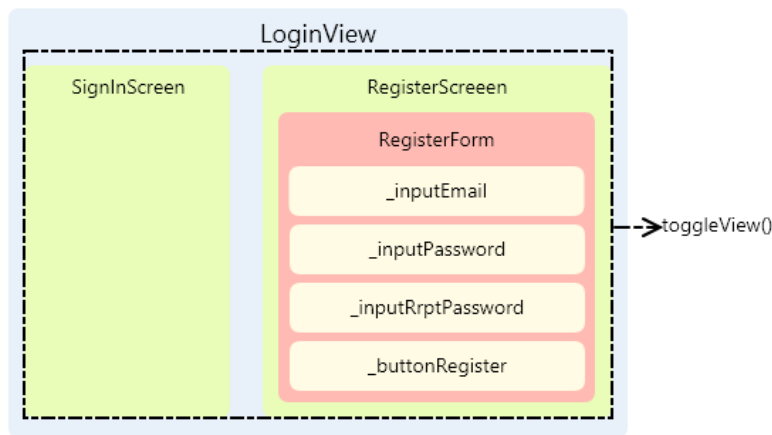 LoginView
SignInScreen
RegisterScreeen
RegisterForm
_inputEmail
_inputPassword
_inputRrptPassword
_buttonRegister
toggleView()